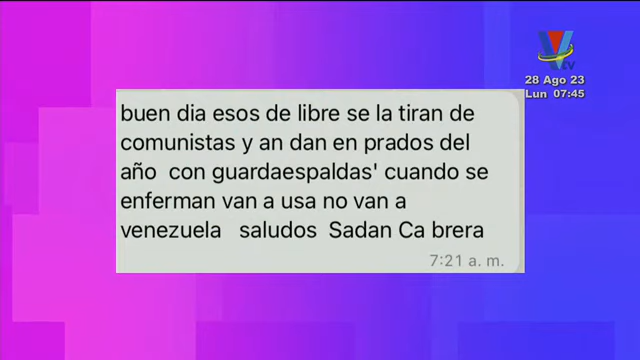 V
tv
28 Ago 23
Lun 07:45
buen dia esos de libre se la tiran de
comunistas y an dan en prados del
año con guardaespaldas' cuando se
enferman van a usa no van a
venezuela saludos Sadan Ca brera
7:21 a. m.